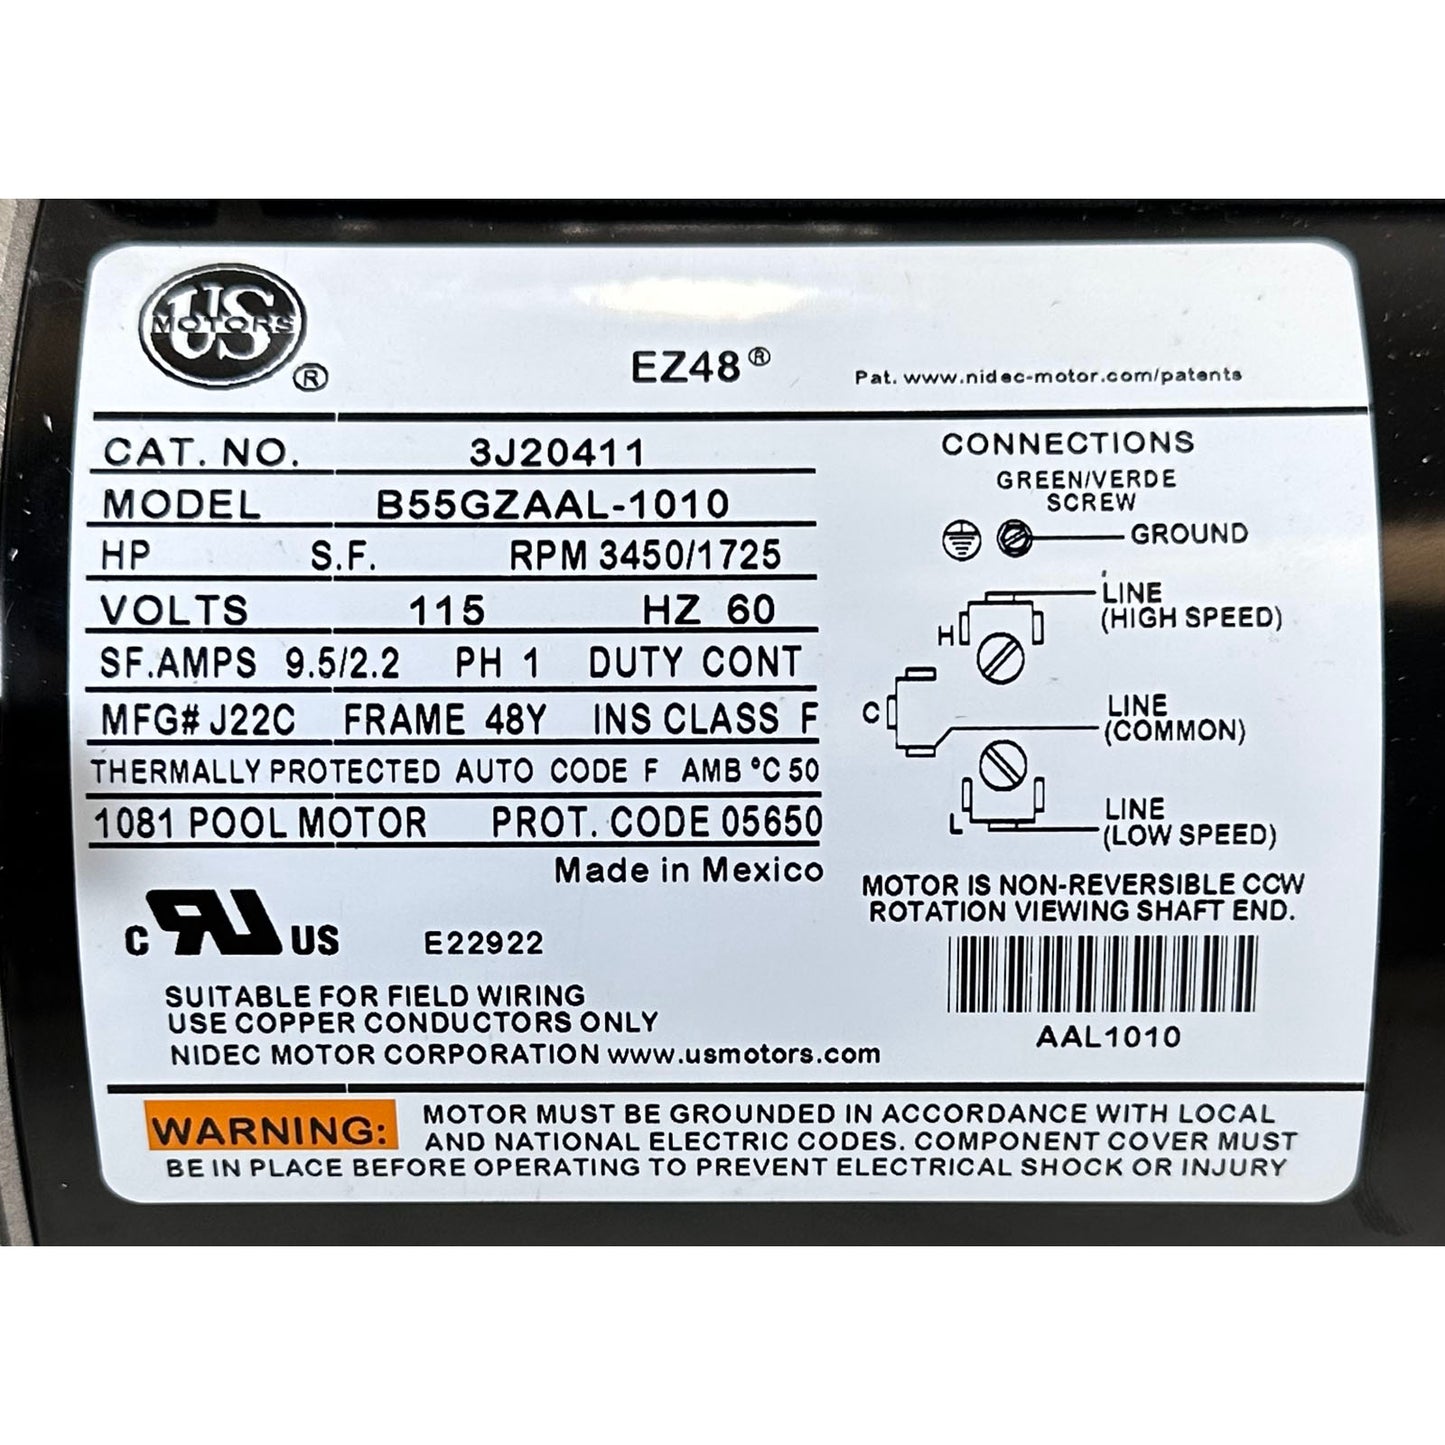 US
MOTORS
®
EZ48®
Pat. www.nidec-motor.com/patents
CAT. NO. 3J20411
MODEL B55GZAAL-1010
HP S.F. RPM 3450/1725
VOLTS 115 HZ 60
SF.AMPS 9.5/2.2 PH 1 DUTY CONT
MFG# J22C FRAME 48Y INS CLASS F
THERMALLY PROTECTED AUTO CODE F AMB °C 50
1081 POOL MOTOR PROT. CODE 05650
Made in Mexico
CONNECTIONS
GREEN/VERDE
SCREW
GROUND
LINE
(HIGH SPEED)
H
C
LINE
(COMMON)
L
LINE
(LOW SPEED)
MOTOR IS NON-REVERSIBLE CCW
ROTATION VIEWING SHAFT END.
AAL1010
C RU US E22922
SUITABLE FOR FIELD WIRING
USE COPPER CONDUCTORS ONLY
NIDEC MOTOR CORPORATION www.usmotors.com
WARNING: MOTOR MUST BE GROUNDED IN ACCORDANCE WITH LOCAL
AND NATIONAL ELECTRIC CODES. COMPONENT COVER MUST
BE IN PLACE BEFORE OPERATING TO PREVENT ELECTRICAL SHOCK OR INJURY